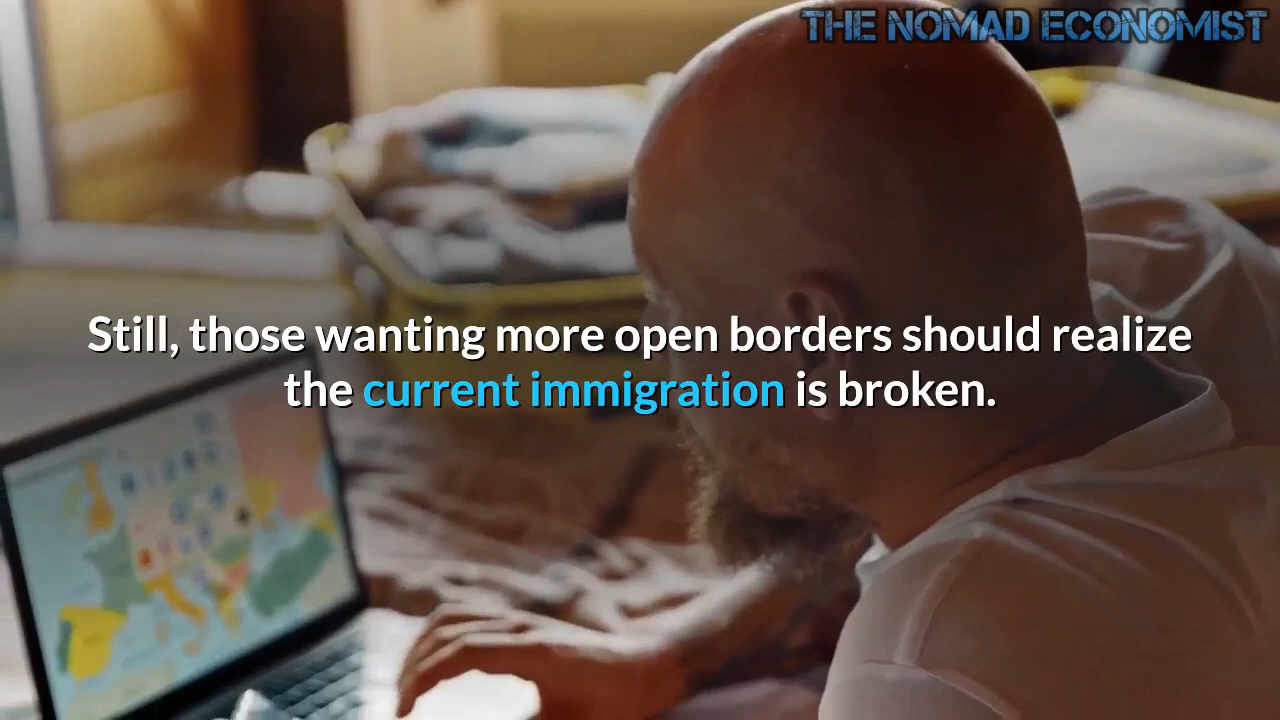 THE NOMAD ECONOMIST
Still, those wanting more open borders should realize
the current immigration is broken.